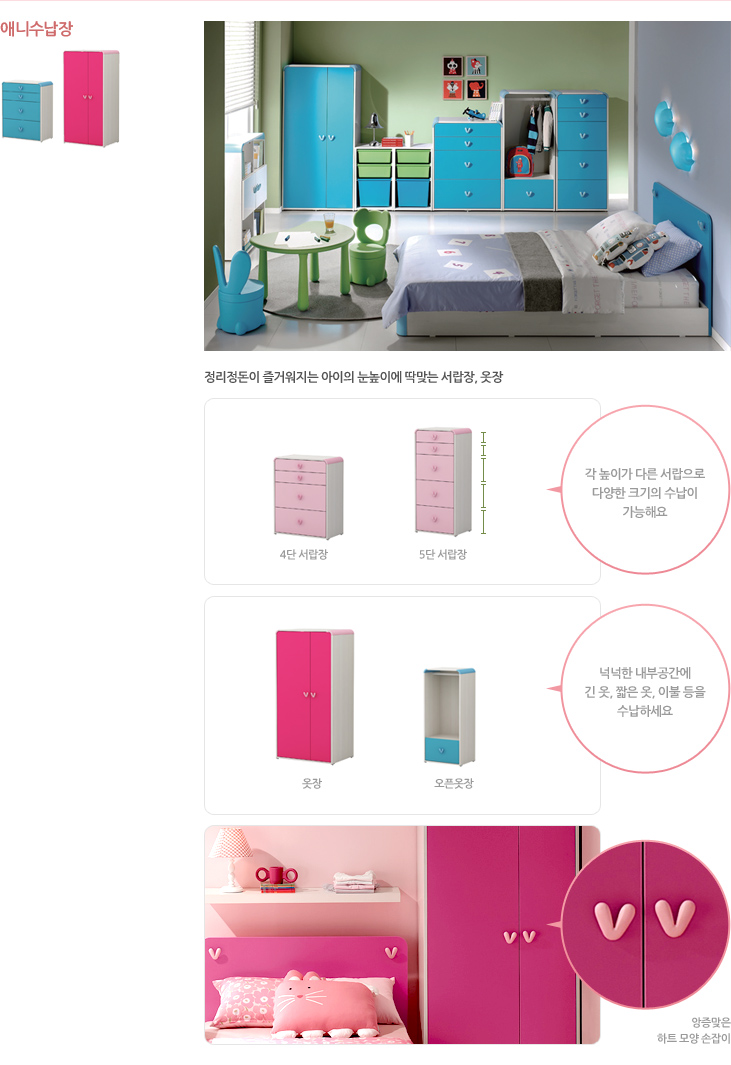 애니수납장
정리정돈이 즐거워지는 아이의 눈높이에 딱맞는 서랍장, 옷장
각 높이가 다른 서랍으로
다양한 크기의 수납이
가능해요
4단 서랍장
5단 서랍장
넉넉한 내부공간에
긴 옷, 짧은 옷, 이불 등을
수납하세요
옷장
오픈옷장
앙증맞은
하트 모양 손잡이